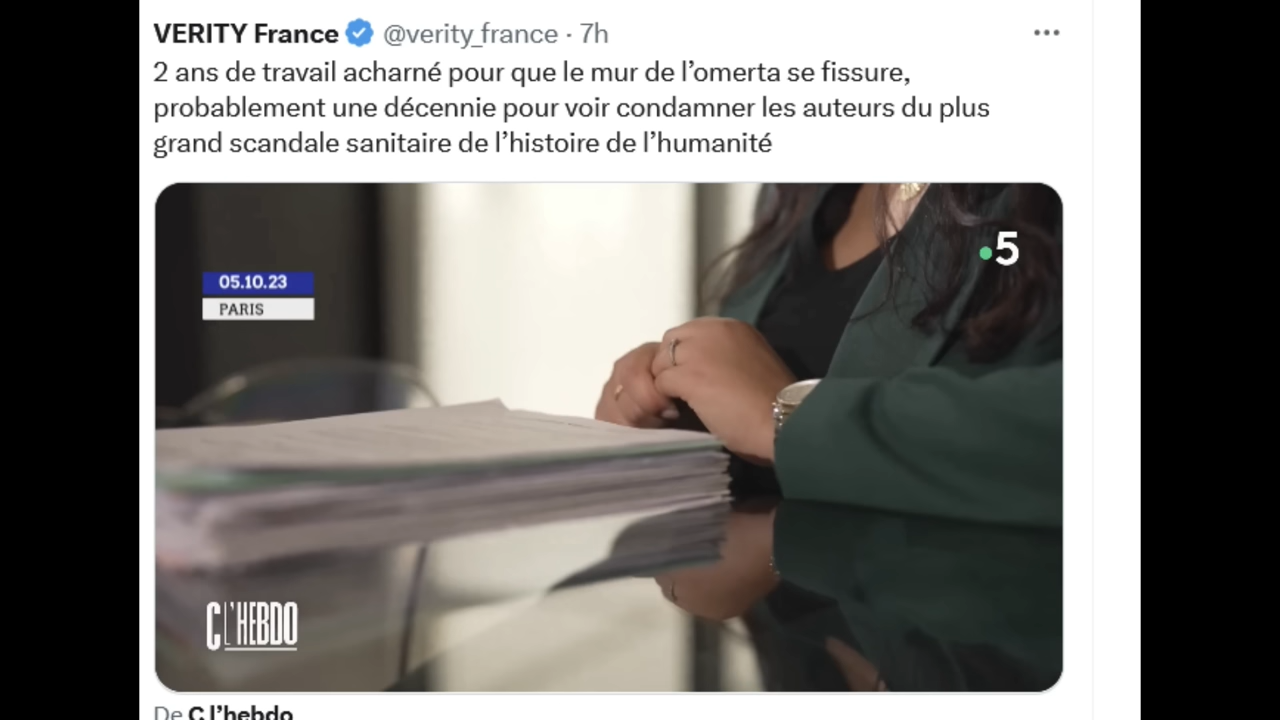 VERITY France @verity_france · 7h
2 ans de travail acharné pour que le mur de l’omerta se fissure,
probablement une décennie pour voir condamner les auteurs du plus
grand scandale sanitaire de l’histoire de l’humanité
5
05.10.23
PARIS
C L'HEBDO
De C l’hebdo